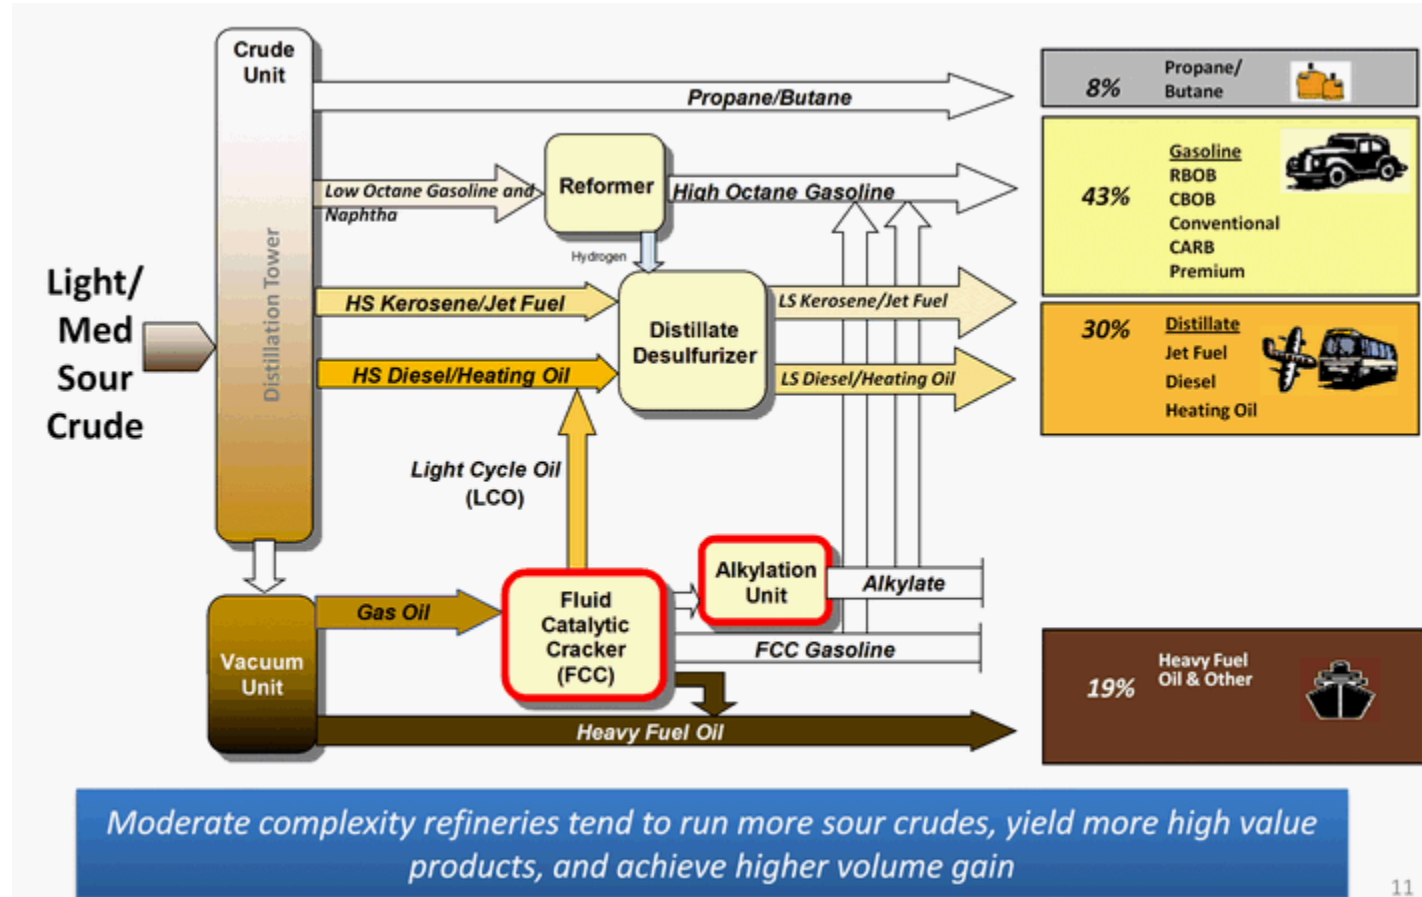 Crude
Unit
Distillation Tower
Light/
Med
Sour
Crude
Propane/Butane
Low Octane Gasoline and
Naphtha
Reformer
High Octane Gasoline
Hydrogen
HS Kerosene/Jet Fuel
HS Diesel/Heating Oil
Distillate
Desulfurizer
LS Kerosene/Jet Fuel
LS Diesel/Heating Oil
Light Cycle Oil
(LCO)
Gas Oil
Vacuum
Unit
Fluid
Catalytic
Cracker
(FCC)
Alkylation
Unit
Alkylate
FCC Gasoline
Heavy Fuel Oil
8%
Propane/
Butane
43%
Gasoline
RBOB
CBOB
Conventional
CARB
Premium
30%
Distillate
Jet Fuel
Diesel
Heating Oil
19%
Heavy Fuel
Oil & Other
Moderate complexity refineries tend to run more sour crudes, yield more high value
products, and achieve higher volume gain
11